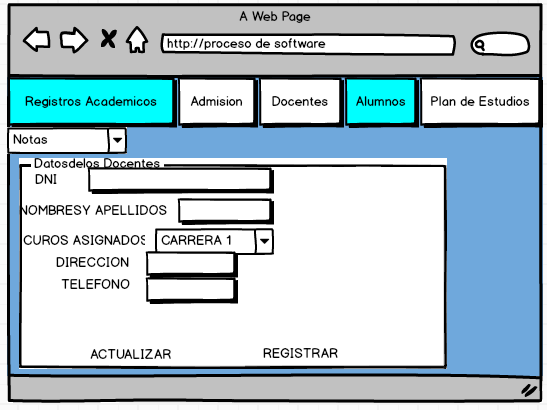 A Web Page
http://proceso de software
Registros Academicos
Admision
Docentes
Alumnos
Plan de Estudios
Notas
Datosdelos Docentes
DNI
NOMBRESY APELLIDOS
CUROS ASIGNADOS
CARRERA 1
DIRECCION
TELEFONO
ACTUALIZAR
REGISTRAR